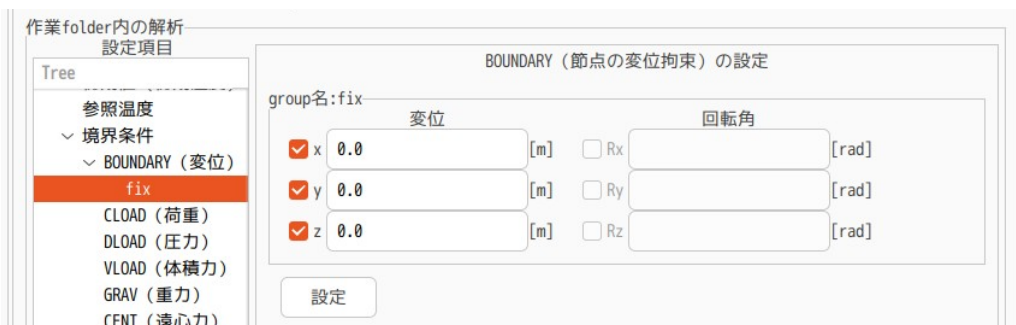 作業folder内の解析
設定項目
Tree
参照温度
境界条件
BOUNDARY (変位)
fix
CLOAD (荷重)
DLOAD (圧力)
VLOAD (体積力)
GRAV (重力)
CENT (遠心力)
BOUNDARY (節点の変位拘束) の設定
group名:fix
変位 回転角
x 0.0 [m] Rx [rad]
y 0.0 [m] Ry [rad]
z 0.0 [m] Rz [rad]
設定